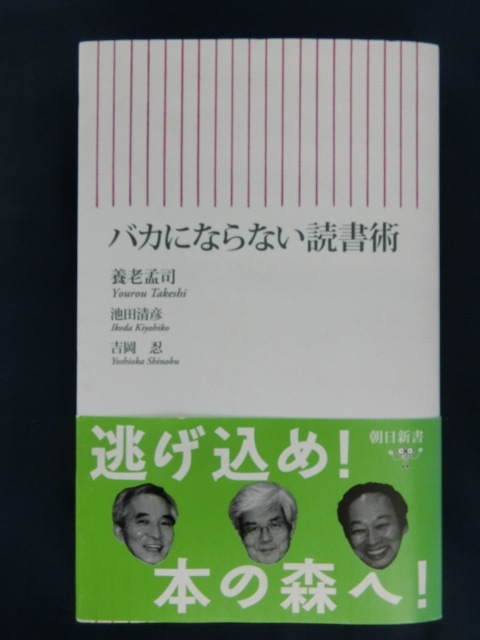 バカにならない読書術
養老孟司
Yourou Takeshi
池田清彦
Ikeda Kiyohiko
吉岡 忍
Yoshioka Shinobu
逃げ込め!
朝日新書
本の森へ!